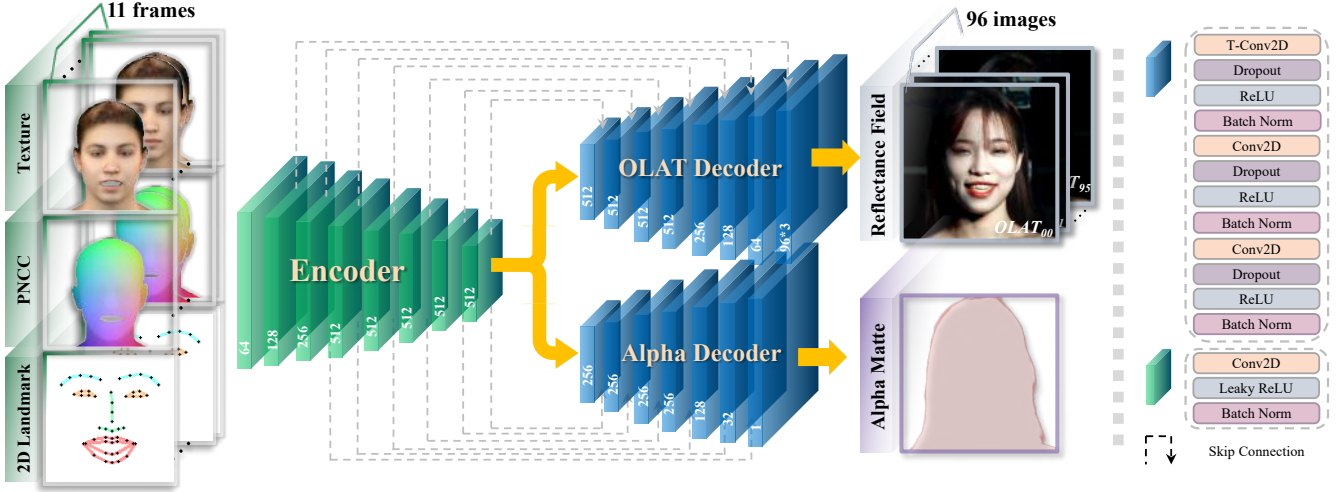 11 frames
Texture
PNCC
2D Landmark
Encoder
64
128
256
512
512
512
512
512
OLAT Decoder
512
512
512
512
256
128
64
96*3
Alpha Decoder
256
256
256
256
128
32
1
96 images
Reflectance Field
T95
OLAT00
Alpha Matte
T-Conv2D
Dropout
ReLU
Batch Norm
Conv2D
Dropout
ReLU
Batch Norm
Conv2D
Dropout
ReLU
Batch Norm
Conv2D
Leaky ReLU
Batch Norm
Skip Connection